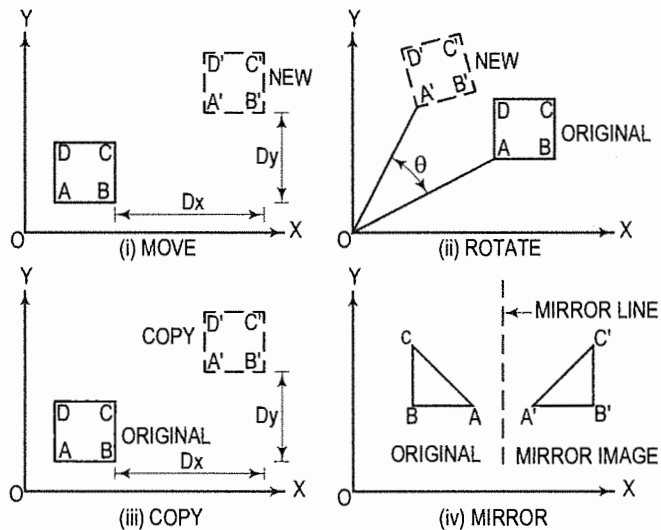 Y
D' C'
NEW
A' B'
D C
A B
Dy
Dx
O
X
(i) MOVE
Y
D' C'
NEW
A' B'
D C
ORIGINAL
A B
θ
O
X
(ii) ROTATE
Y
D' C'
COPY
A' B'
D C
ORIGINAL
A B
Dy
Dx
O
X
(iii) COPY
Y
MIRROR LINE
C
C'
B A
A' B'
ORIGINAL
MIRROR IMAGE
O
X
(iv) MIRROR